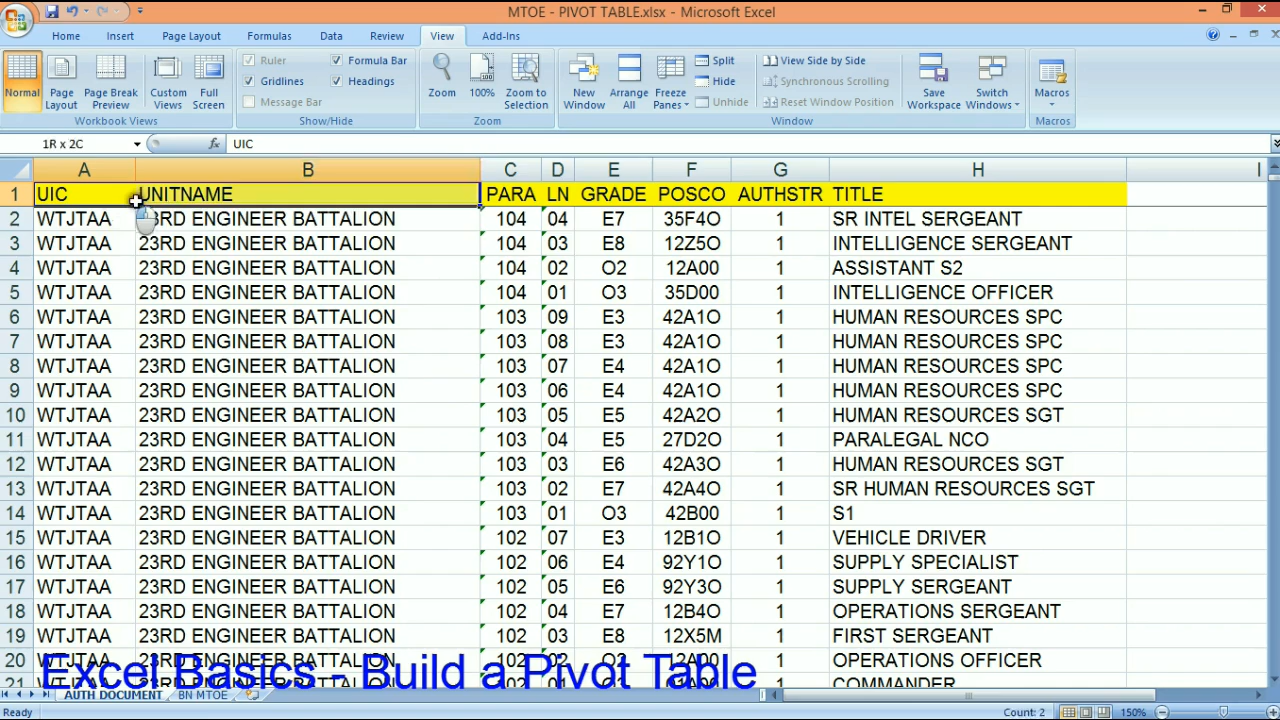 MTOE - PIVOT TABLE.xlsx - Microsoft Excel
Home Insert Page Layout Formulas Data Review View Add-Ins
Normal Page Layout Page Break Preview Custom Views Full Screen
Workbook Views
Ruler Formula Bar
Gridlines Headings
Message Bar
Show/Hide
Zoom 100% Zoom to Selection
Zoom
New Window Arrange All Freeze Panes
Split
Hide
Unhide
View Side by Side
Synchronous Scrolling
Reset Window Position
Save Workspace Switch Windows
Window
Macros
Macros
1R x 2C fx UIC
A B C D E F G H I
1 UIC UNITNAME PARA LN GRADE POSCO AUTHSTR TITLE
2 WTJTAA 23RD ENGINEER BATTALION 104 04 E7 35F4O 1 SR INTEL SERGEANT
3 WTJTAA 23RD ENGINEER BATTALION 104 03 E8 12Z5O 1 INTELLIGENCE SERGEANT
4 WTJTAA 23RD ENGINEER BATTALION 104 02 O2 12A00 1 ASSISTANT S2
5 WTJTAA 23RD ENGINEER BATTALION 104 01 O3 35D00 1 INTELLIGENCE OFFICER
6 WTJTAA 23RD ENGINEER BATTALION 103 09 E3 42A1O 1 HUMAN RESOURCES SPC
7 WTJTAA 23RD ENGINEER BATTALION 103 08 E3 42A1O 1 HUMAN RESOURCES SPC
8 WTJTAA 23RD ENGINEER BATTALION 103 07 E4 42A1O 1 HUMAN RESOURCES SPC
9 WTJTAA 23RD ENGINEER BATTALION 103 06 E4 42A1O 1 HUMAN RESOURCES SPC
10 WTJTAA 23RD ENGINEER BATTALION 103 05 E5 42A2O 1 HUMAN RESOURCES SGT
11 WTJTAA 23RD ENGINEER BATTALION 103 04 E5 27D2O 1 PARALEGAL NCO
12 WTJTAA 23RD ENGINEER BATTALION 103 03 E6 42A3O 1 HUMAN RESOURCES SGT
13 WTJTAA 23RD ENGINEER BATTALION 103 02 E7 42A4O 1 SR HUMAN RESOURCES SGT
14 WTJTAA 23RD ENGINEER BATTALION 103 01 O3 42B00 1 S1
15 WTJTAA 23RD ENGINEER BATTALION 102 07 E3 12B1O 1 VEHICLE DRIVER
16 WTJTAA 23RD ENGINEER BATTALION 102 06 E4 92Y1O 1 SUPPLY SPECIALIST
17 WTJTAA 23RD ENGINEER BATTALION 102 05 E6 92Y3O 1 SUPPLY SERGEANT
18 WTJTAA 23RD ENGINEER BATTALION 102 04 E7 12B4O 1 OPERATIONS SERGEANT
19 WTJTAA 23RD ENGINEER BATTALION 102 03 E8 12X5M 1 FIRST SERGEANT
20 WTJTAA 23RD ENGINEER BATTALION 102 02 12A00 1 OPERATIONS OFFICER
21 COMMANDER
Excel Basics - Build a Pivot Table
AUTH DOCUMENT BN MTOE
Ready Count: 2 150%